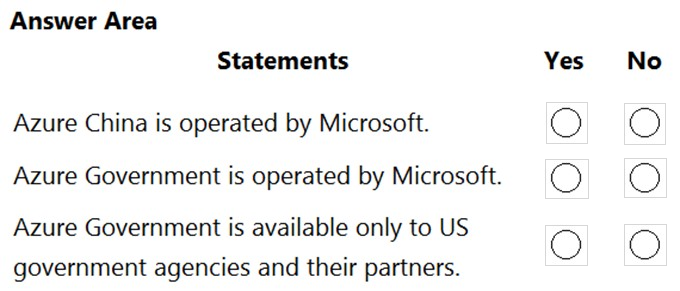 Answer Area
Statements Yes No
Azure China is operated by Microsoft.
Azure Government is operated by Microsoft.
Azure Government is available only to US
government agencies and their partners.